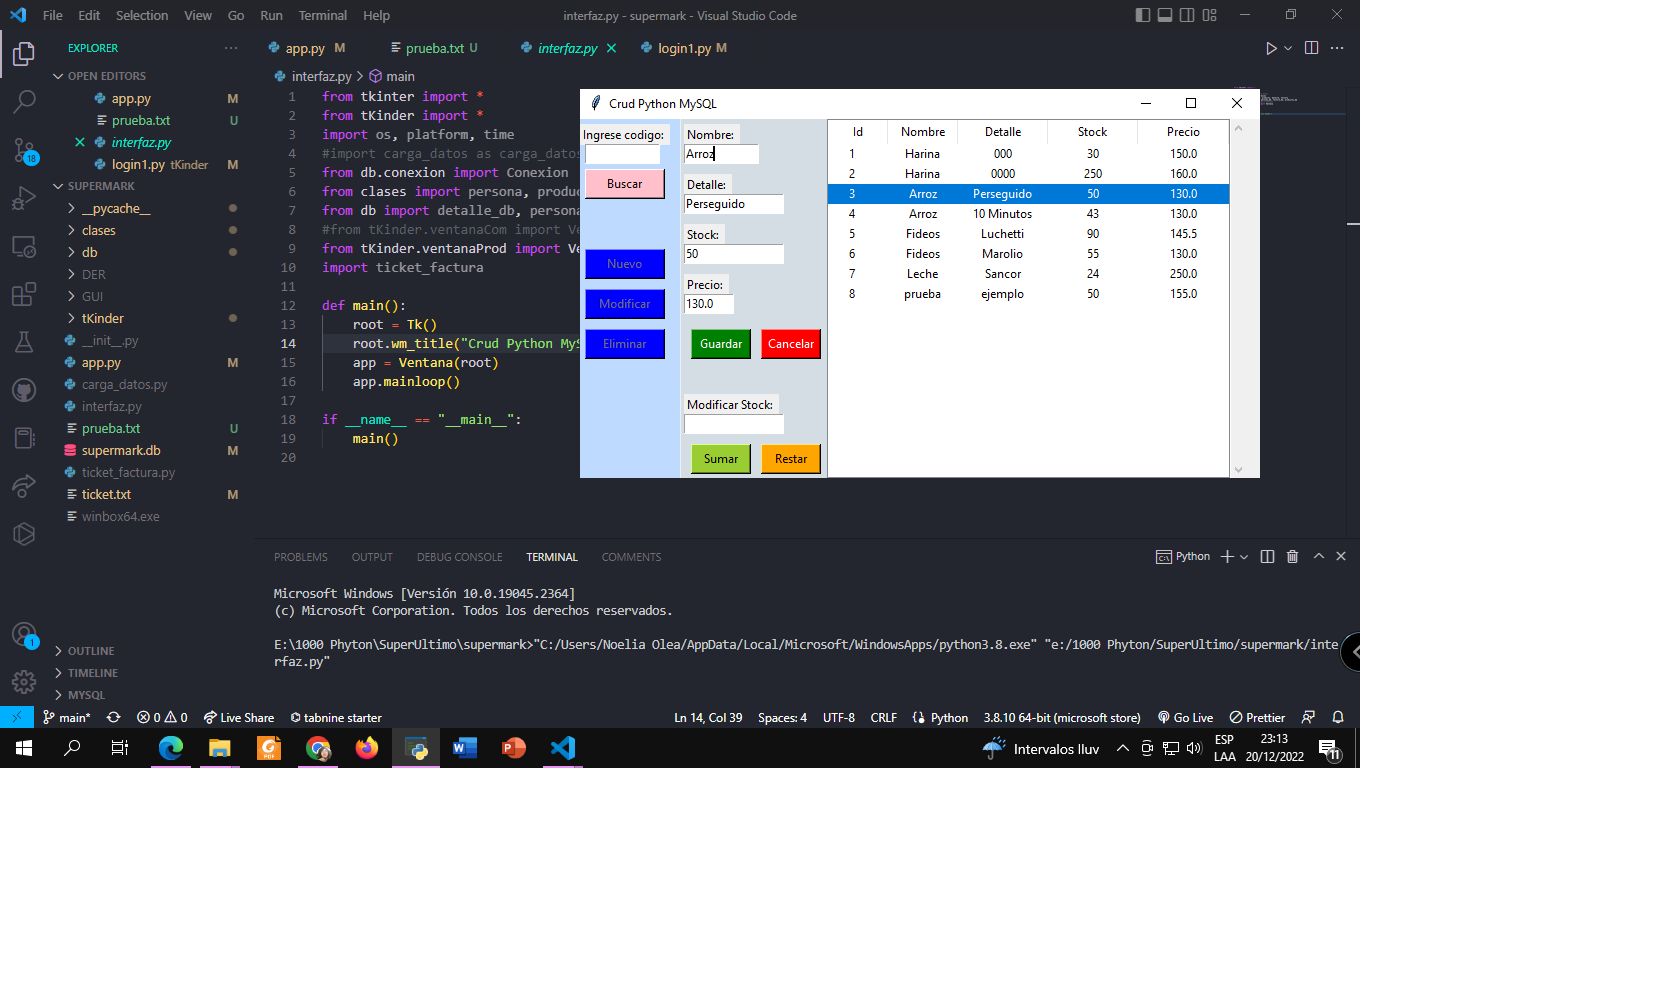 File Edit Selection View Go Run Terminal Help
interfaz.py - supermark - Visual Studio Code
EXPLORER
OPEN EDITORS
app.py M
prueba.txt U
interfaz.py
login1.py tKinder M
SUPERMARK
__pycache__
clases
db
DER
GUI
tKinder
__init__.py
app.py M
carga_datos.py
interfaz.py
prueba.txt U
supermark.db M
ticket_factura.py
ticket.txt M
winbox64.exe
OUTLINE
TIMELINE
MYSQL
18
1
app.py M prueba.txt U interfaz.py login1.py M
interfaz.py > main
1 from tkinter import *
2 from tKinder import *
3 import os, platform, time
4 #import carga_datos as carga_datos
5 from db.conexion import Conexion
6 from clases import persona, produc
7 from db import detalle_db, persona
8 #from tKinder.ventanaCom import Ve
9 from tKinder.ventanaProd import Ve
10 import ticket_factura
11
12 def main():
13 root = Tk()
14 root.wm_title("Crud Python MyS
15 app = Ventana(root)
16 app.mainloop()
17
18 if __name__ == "__main__":
19 main()
20
Crud Python MySQL
Ingrese codigo:
Buscar
Nuevo
Modificar
Eliminar
Nombre:
Arroz
Detalle:
Perseguido
Stock:
50
Precio:
130.0
Guardar Cancelar
Modificar Stock:
Sumar Restar
Id Nombre Detalle Stock Precio
1 Harina 000 30 150.0
2 Harina 0000 250 160.0
3 Arroz Perseguido 50 130.0
4 Arroz 10 Minutos 43 130.0
5 Fideos Luchetti 90 145.5
6 Fideos Marolio 55 130.0
7 Leche Sancor 24 250.0
8 prueba ejemplo 50 155.0
PROBLEMS OUTPUT DEBUG CONSOLE TERMINAL COMMENTS
Python
Microsoft Windows [Versión 10.0.19045.2364]
(c) Microsoft Corporation. Todos los derechos reservados.
E:\1000 Phyton\SuperUltimo\supermark>"C:/Users/Noelia Olea/AppData/Local/Microsoft/WindowsApps/python3.8.exe" "e:/1000 Phyton/SuperUltimo/supermark/inte
rfaz.py"
main* 0 0 Live Share tabnine starter
Ln 14, Col 39 Spaces: 4 UTF-8 CRLF Python 3.8.10 64-bit (microsoft store) Go Live Prettier
Intervalos lluv
ESP
LAA
23:13
20/12/2022
11